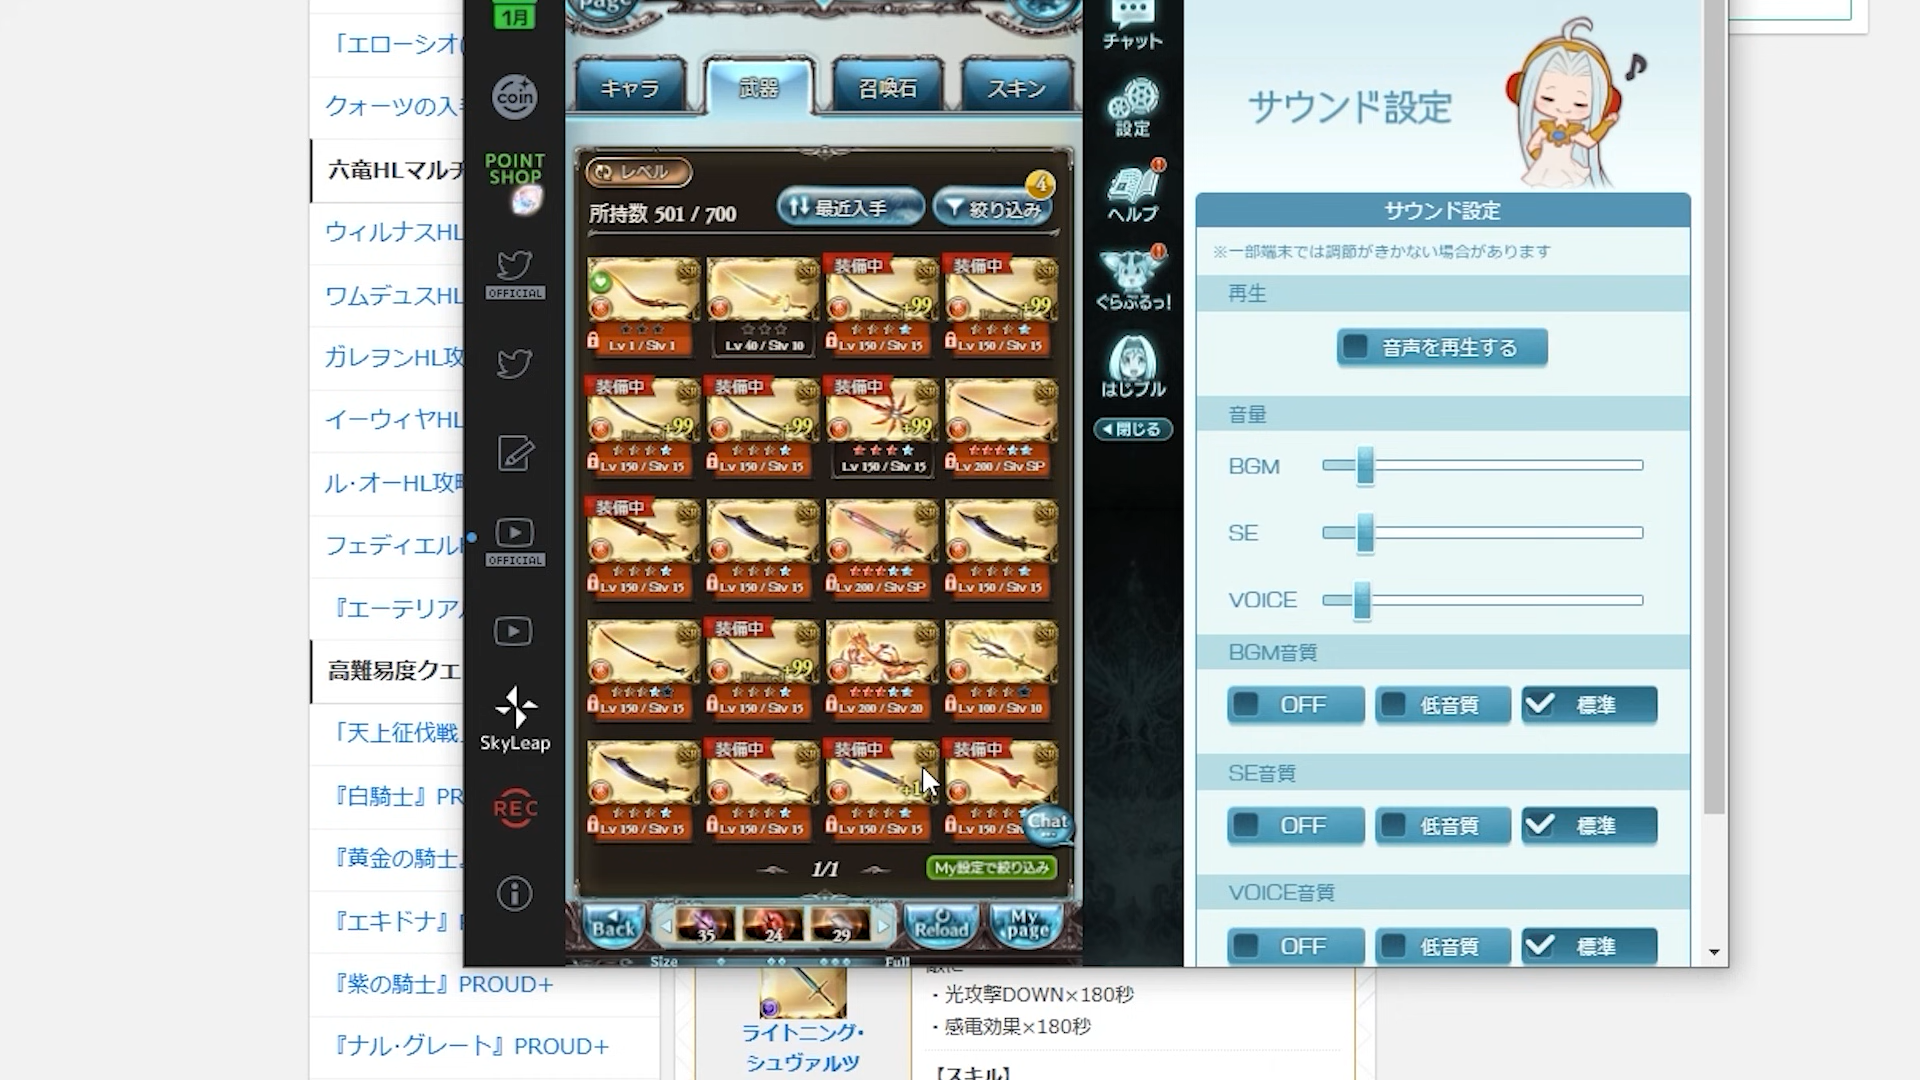 「エローシオ
クォーツの入
六竜HLマルチ
ウィルナスHL
ワムデュスHL
ガレヲンHL攻
イーウィヤHL
ル・オーHL攻略
フェディエル
『エーテリアル
高難易度クエ
「天上征伐戦」
『白騎士』PR
『黄金の騎士』
『エキドナ』
『紫の騎士』PROUD+
『ナル・グレート』PROUD+
1月
coin
POINT
SHOP
OFFICIAL
OFFICIAL
SkyLeap
REC
page
キャラ
武器
召喚石
スキン
レベル
所持数 501 / 700
最近入手
絞り込み
4
装備中
装備中
+99
+99
Lv 1 / Slv 1
Lv 40 / Slv 10
Lv 150 / Slv 15
Lv 150 / Slv 15
装備中
装備中
装備中
+99
+99
+99
Lv 150 / Slv 15
Lv 150 / Slv 15
Lv 150 / Slv 15
Lv 200 / Slv SP
装備中
Lv 150 / Slv 15
Lv 150 / Slv 15
Lv 200 / Slv SP
Lv 150 / Slv 15
装備中
+99
Lv 150 / Slv 15
Lv 150 / Slv 15
Lv 200 / Slv 20
Lv 100 / Slv 10
装備中
装備中
装備中
Lv 150 / Slv 15
Lv 150 / Slv 15
Lv 150 / Slv 15
Lv 150 / Slv
Chat
1/1
My設定で絞り込み
Back
35
24
29
Reload
My page
Size
Full
チャット
設定
ヘルプ
ぐらぶるっ!
はじブル
閉じる
サウンド設定
サウンド設定
※一部端末では調節がきかない場合があります
再生
音声を再生する
音量
BGM
SE
VOICE
BGM音質
OFF
低音質
標準
SE音質
OFF
低音質
標準
VOICE音質
OFF
低音質
標準
ライトニング・
シュヴァルツ
・光攻撃DOWN×180秒
・感電効果×180秒
【スキル】